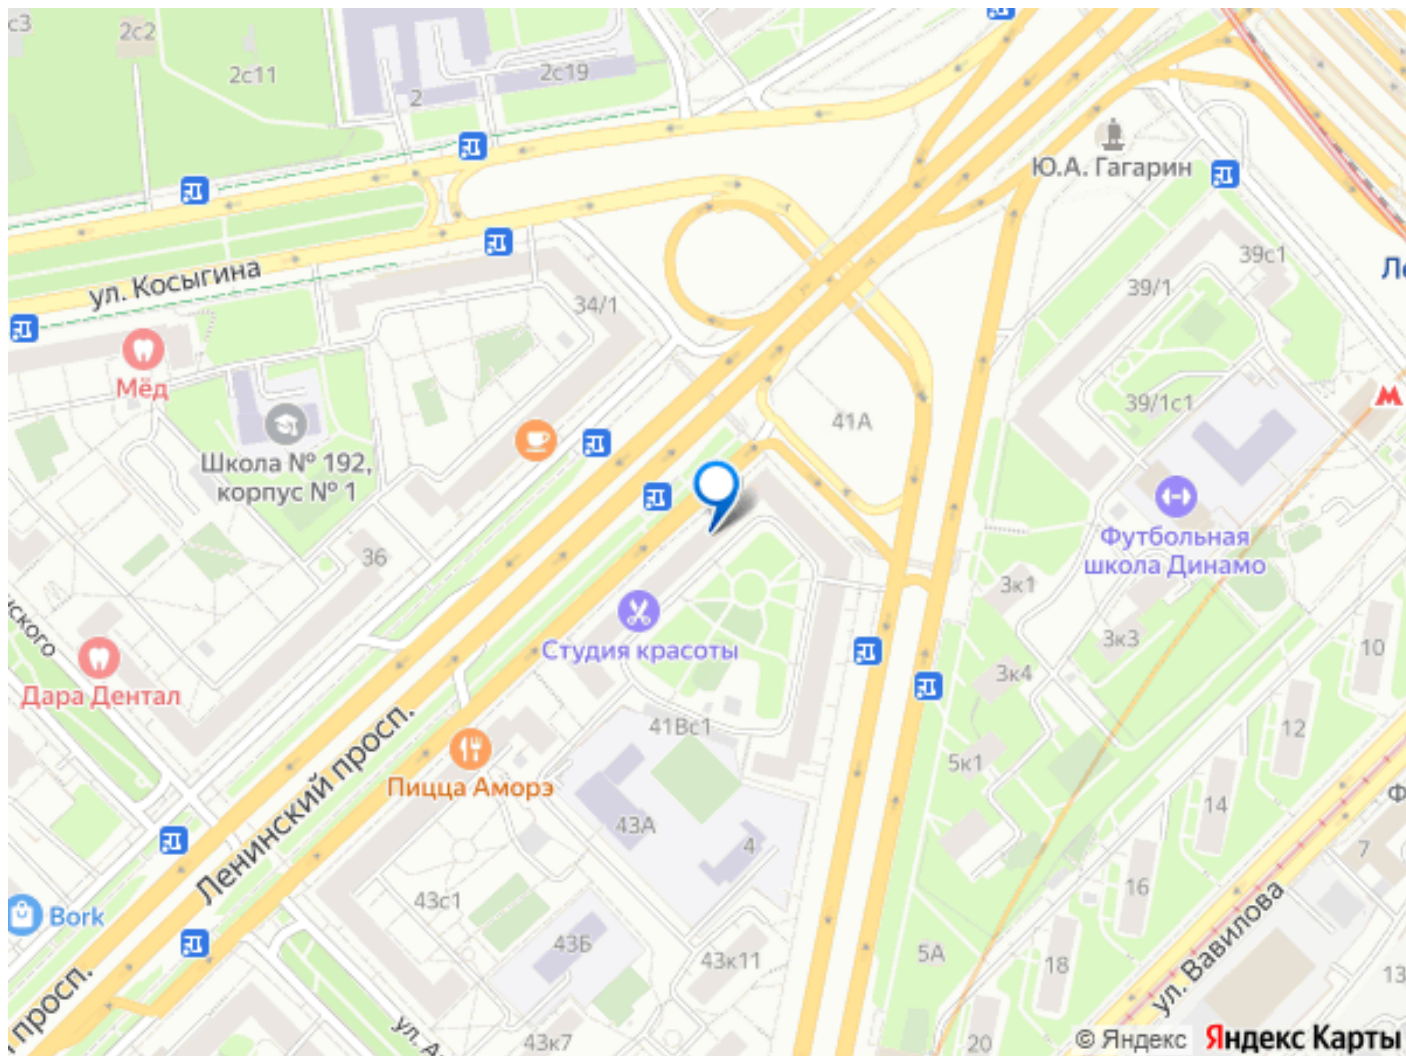 2с2
2с11
2с19
2
Ю.А. Гагарин
39с1
ул. Косыгина
34/1
39/1
Мёд
41А
39/1с1
Школа № 192,
корпус № 1
Футбольная
школа Динамо
36
3к1
3к3
Студия красоты
10
Дара Дентал
3к4
41Вс1
12
5к1
Пицца Аморэ
14
43А
4
7
Ленинский просп.
16
43с1
Bork
43Б
43к11
5А
18
ул. Вавилова
13
просп.
43к7
20
© Яндекс Яндекс Карты